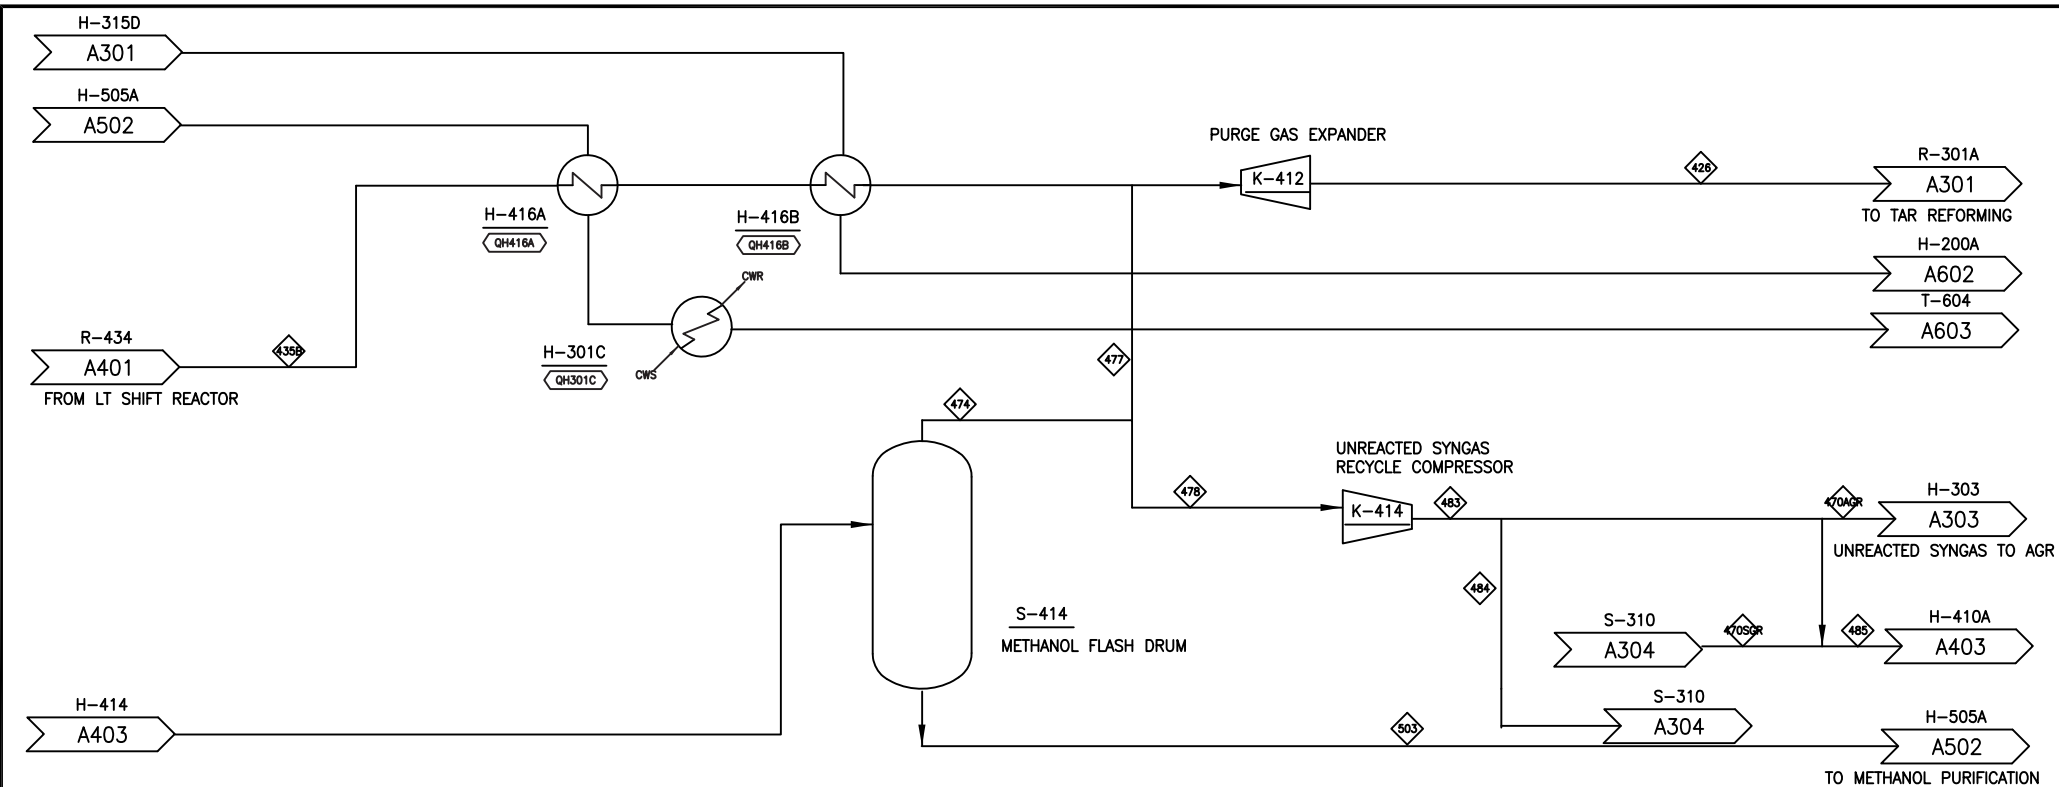 H-315D
A301
H-505A
A502
PURGE GAS EXPANDER
K-412
426
R-301A
A301
TO TAR REFORMING
H-416A
QH416A
H-416B
QH416B
H-200A
A602
CWR
T-604
A603
R-434
A401
435B
FROM LT SHIFT REACTOR
H-301C
QH301C
CWS
477
474
UNREACTED SYNGAS
RECYCLE COMPRESSOR
478
K-414
483
470AGR
H-303
A303
UNREACTED SYNGAS TO AGR
484
S-414
METHANOL FLASH DRUM
S-310
A304
470SGR
485
H-410A
A403
H-414
A403
S-310
A304
503
H-505A
A502
TO METHANOL PURIFICATION